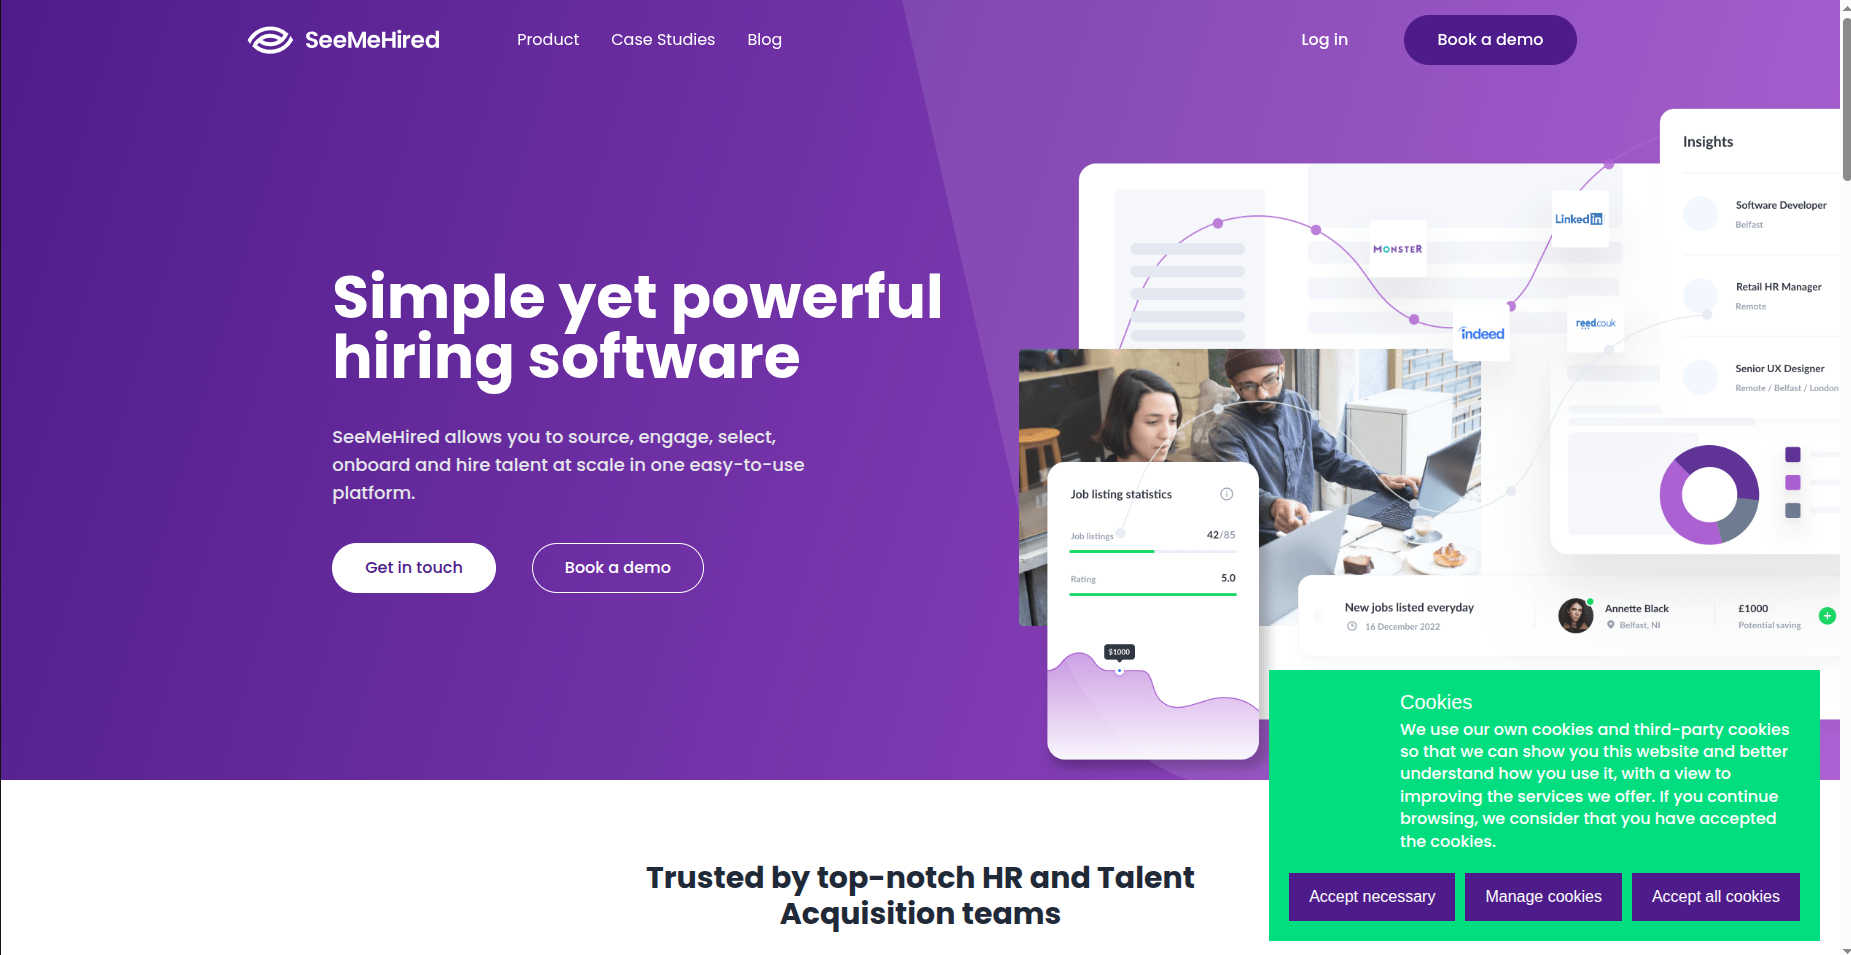 SeeMeHired
Product
Case Studies
Blog
Log in
Book a demo
Simple yet powerful
hiring software
SeeMeHired allows you to source, engage, select,
onboard and hire talent at scale in one easy-to-use
platform.
Get in touch
Book a demo
Insights
Software Developer
Belfast
Retail HR Manager
Remote
Senior UX Designer
Remote / Belfast / London
LinkedIn
MONSTER
indeed
reed.co.uk
Job listing statistics
Job listings
42/85
Rating
5.0
$1000
New jobs listed everyday
16 December 2022
Annette Black
Belfast, NI
£1000
Potential saving
Cookies
We use our own cookies and third-party cookies
so that we can show you this website and better
understand how you use it, with a view to
improving the services we offer. If you continue
browsing, we consider that you have accepted
the cookies.
Accept necessary
Manage cookies
Accept all cookies
Trusted by top-notch HR and Talent
Acquisition teams